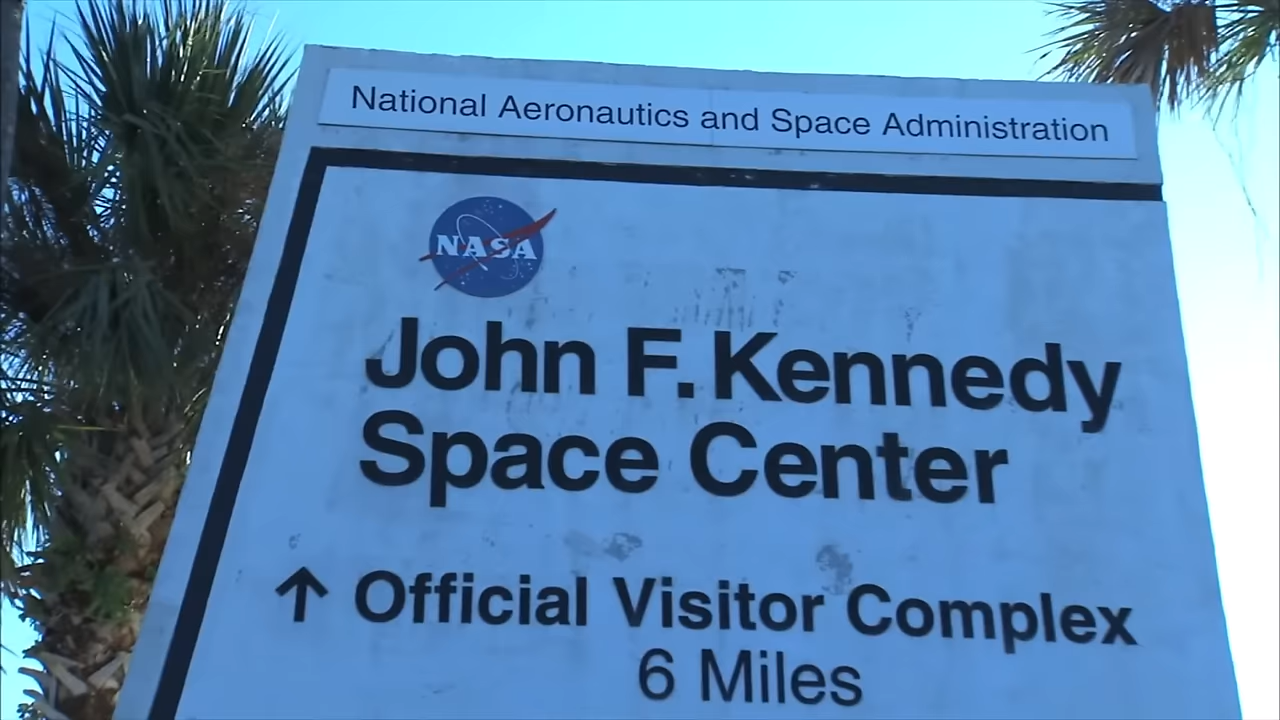 National Aeronautics and Space Administration
NASA
John F. Kennedy
Space Center
↑ Official Visitor Complex
6 Miles